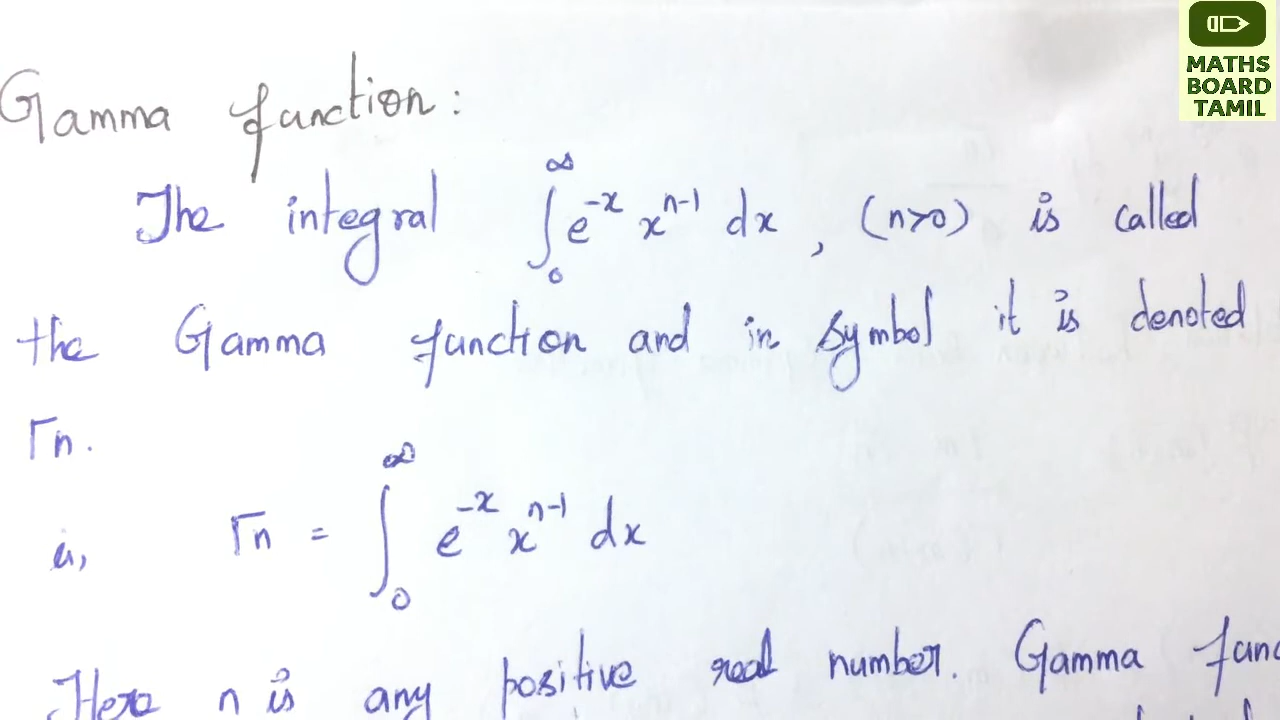 MATHS
BOARD
TAMIL
Gamma function:
The integral ∫₀^∞ e^{-x} x^{n-1} dx, (n>0) is called
the Gamma function and in symbol it is denoted
Γn.
ie, Γn = ∫₀^∞ e^{-x} x^{n-1} dx
Here n is any positive real number. Gamma func